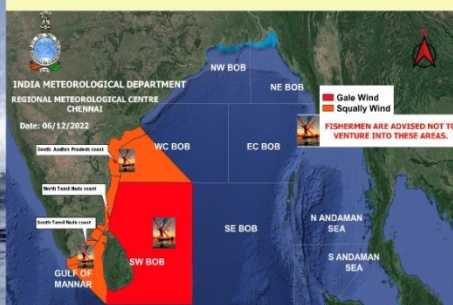 INDIA METEOROLOGICAL DEPARTMENT
REGIONAL METEOROLOGICAL CENTRE
CHENNAI
Date: 06/12/2022
NW BOB
NE BOB
Gale Wind
Squally Wind
FISHERMEN ARE ADVISED NOT TO
VENTURE INTO THESE AREAS.
South Andhra Pradesh coast
WC BOB
EC BOB
North Tamil Nadu coast
South Tamil Nadu coast
SE BOB
N ANDAMAN
SEA
S ANDAMAN
SEA
GULF OF
MANNAR
SW BOB